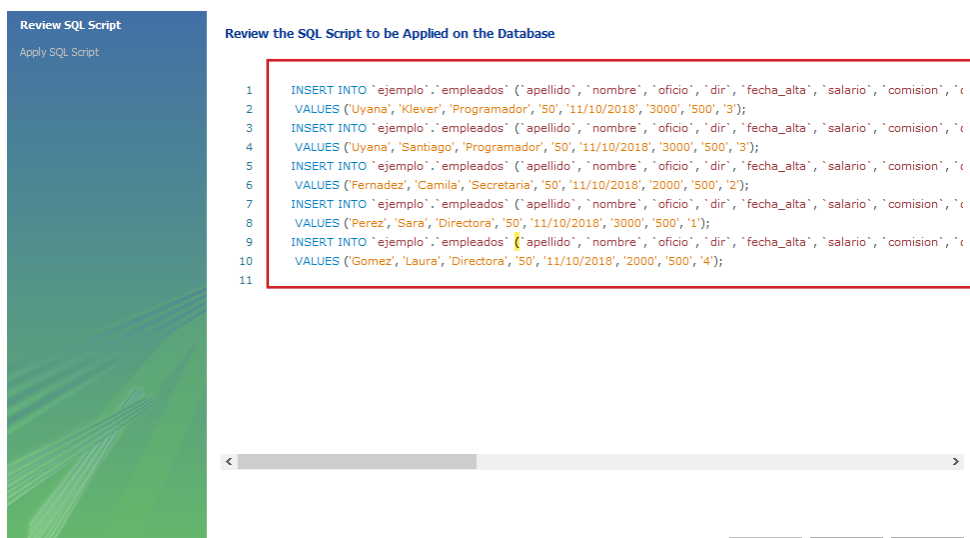 Review SQL Script
Apply SQL Script
Review the SQL Script to be Applied on the Database
1 INSERT INTO `ejemplo`.`empleados` (`apellido`, `nombre`, `oficio`, `dir`, `fecha_alta`, `salario`, `comision`, `
2 VALUES ('Uyana', 'Klever', 'Programador', '50', '11/10/2018', '3000', '500', '3');
3 INSERT INTO `ejemplo`.`empleados` (`apellido`, `nombre`, `oficio`, `dir`, `fecha_alta`, `salario`, `comision`, `
4 VALUES ('Uyana', 'Santiago', 'Programador', '50', '11/10/2018', '3000', '500', '3');
5 INSERT INTO `ejemplo`.`empleados` (`apellido`, `nombre`, `oficio`, `dir`, `fecha_alta`, `salario`, `comision`, `
6 VALUES ('Fernadez', 'Camila', 'Secretaria', '50', '11/10/2018', '2000', '500', '2');
7 INSERT INTO `ejemplo`.`empleados` (`apellido`, `nombre`, `oficio`, `dir`, `fecha_alta`, `salario`, `comision`, `
8 VALUES ('Perez', 'Sara', 'Directora', '50', '11/10/2018', '3000', '500', '1');
9 INSERT INTO `ejemplo`.`empleados` (`apellido`, `nombre`, `oficio`, `dir`, `fecha_alta`, `salario`, `comision`, `
10 VALUES ('Gomez', 'Laura', 'Directora', '50', '11/10/2018', '2000', '500', '4');
11